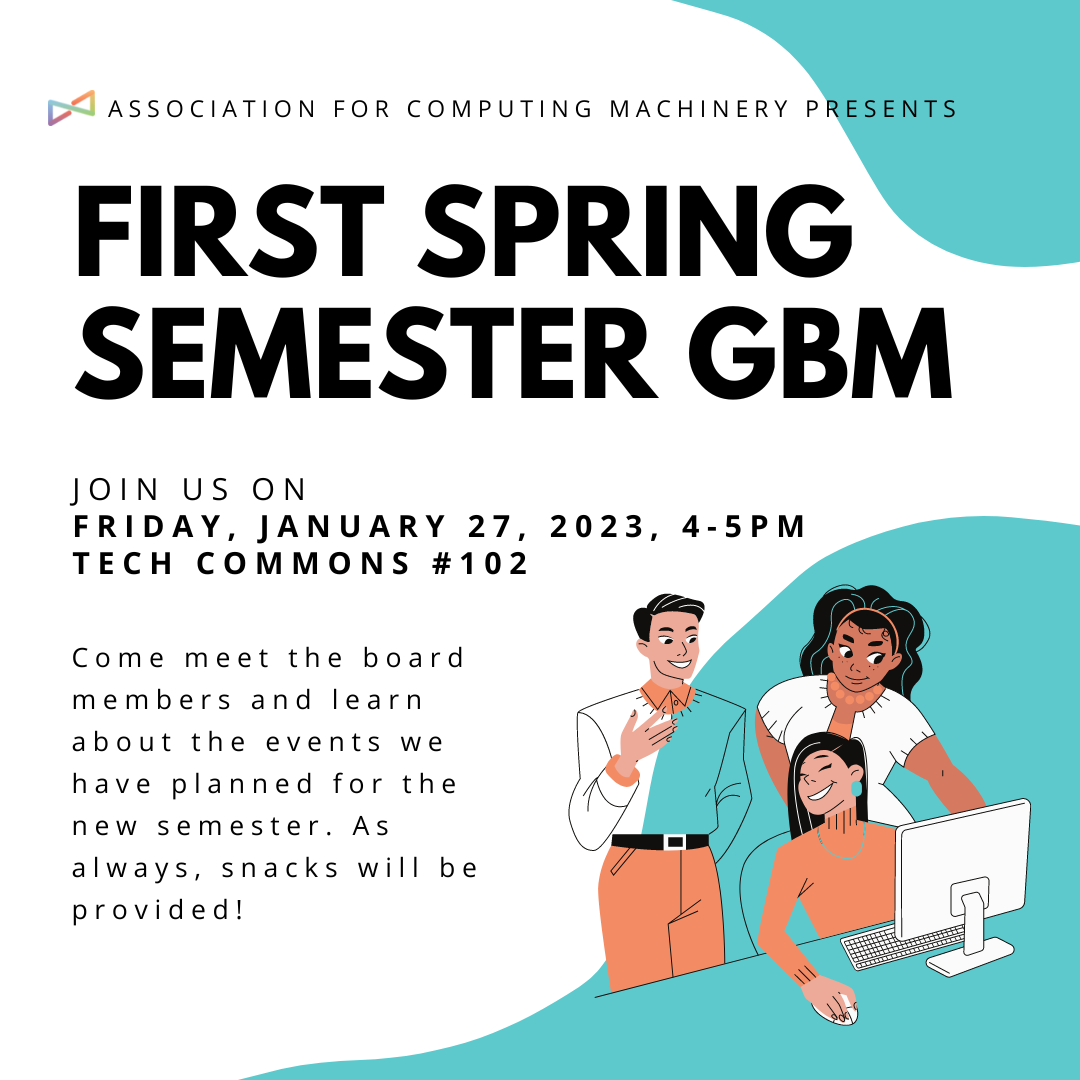 ASSOCIATION FOR COMPUTING MACHINERY PRESENTS
FIRST SPRING
SEMESTER GBM
JOIN US ON
FRIDAY, JANUARY 27, 2023, 4-5PM
TECH COMMONS #102
Come meet the board
members and learn
about the events we
have planned for the
new semester. As
always, snacks will be
provided!